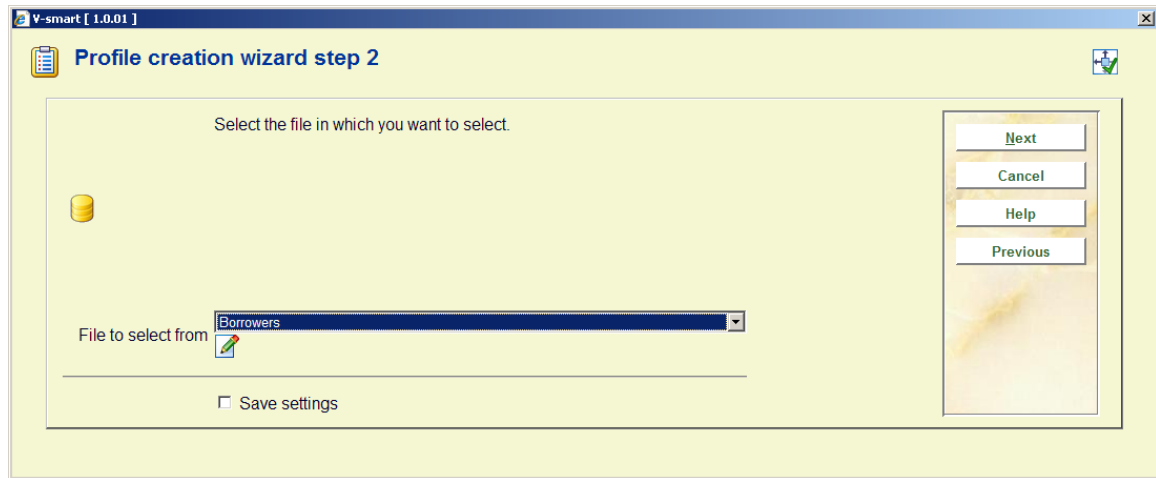 V-smart [ 1.0.01 ]
Profile creation wizard step 2
Select the file in which you want to select.
Next
Cancel
Help
Previous
File to select from
Borrowers
Save settings